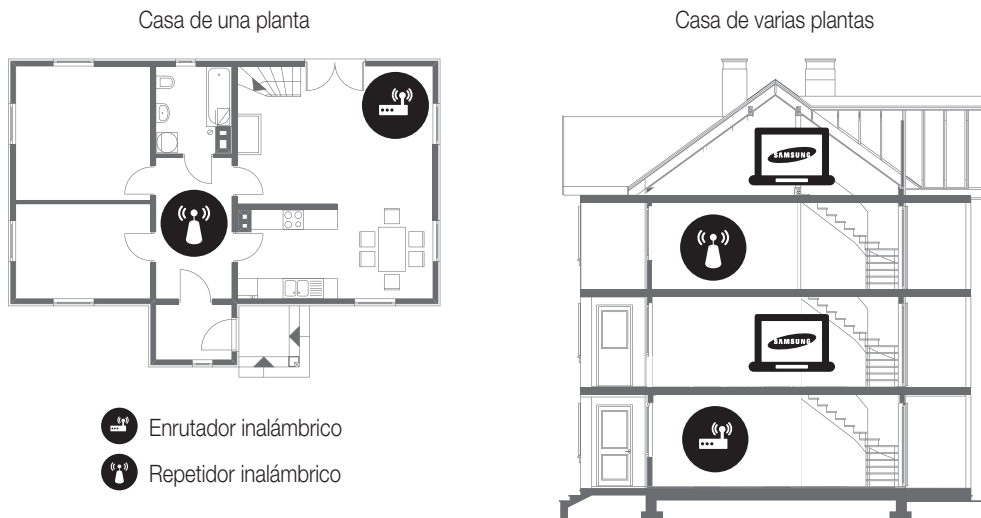 Casa de una planta
Casa de varias plantas
SAMSUNG
SAMSUNG
Enrutador inalámbrico
Repetidor inalámbrico